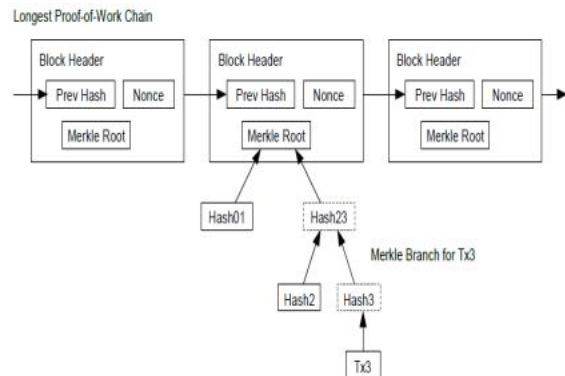 Longest Proof-of-Work Chain
Block Header
Prev Hash Nonce
Merkle Root
Block Header
Prev Hash Nonce
Merkle Root
Block Header
Prev Hash Nonce
Merkle Root
Hash01
Hash23
Merkle Branch for Tx3
Hash2
Hash3
Tx3